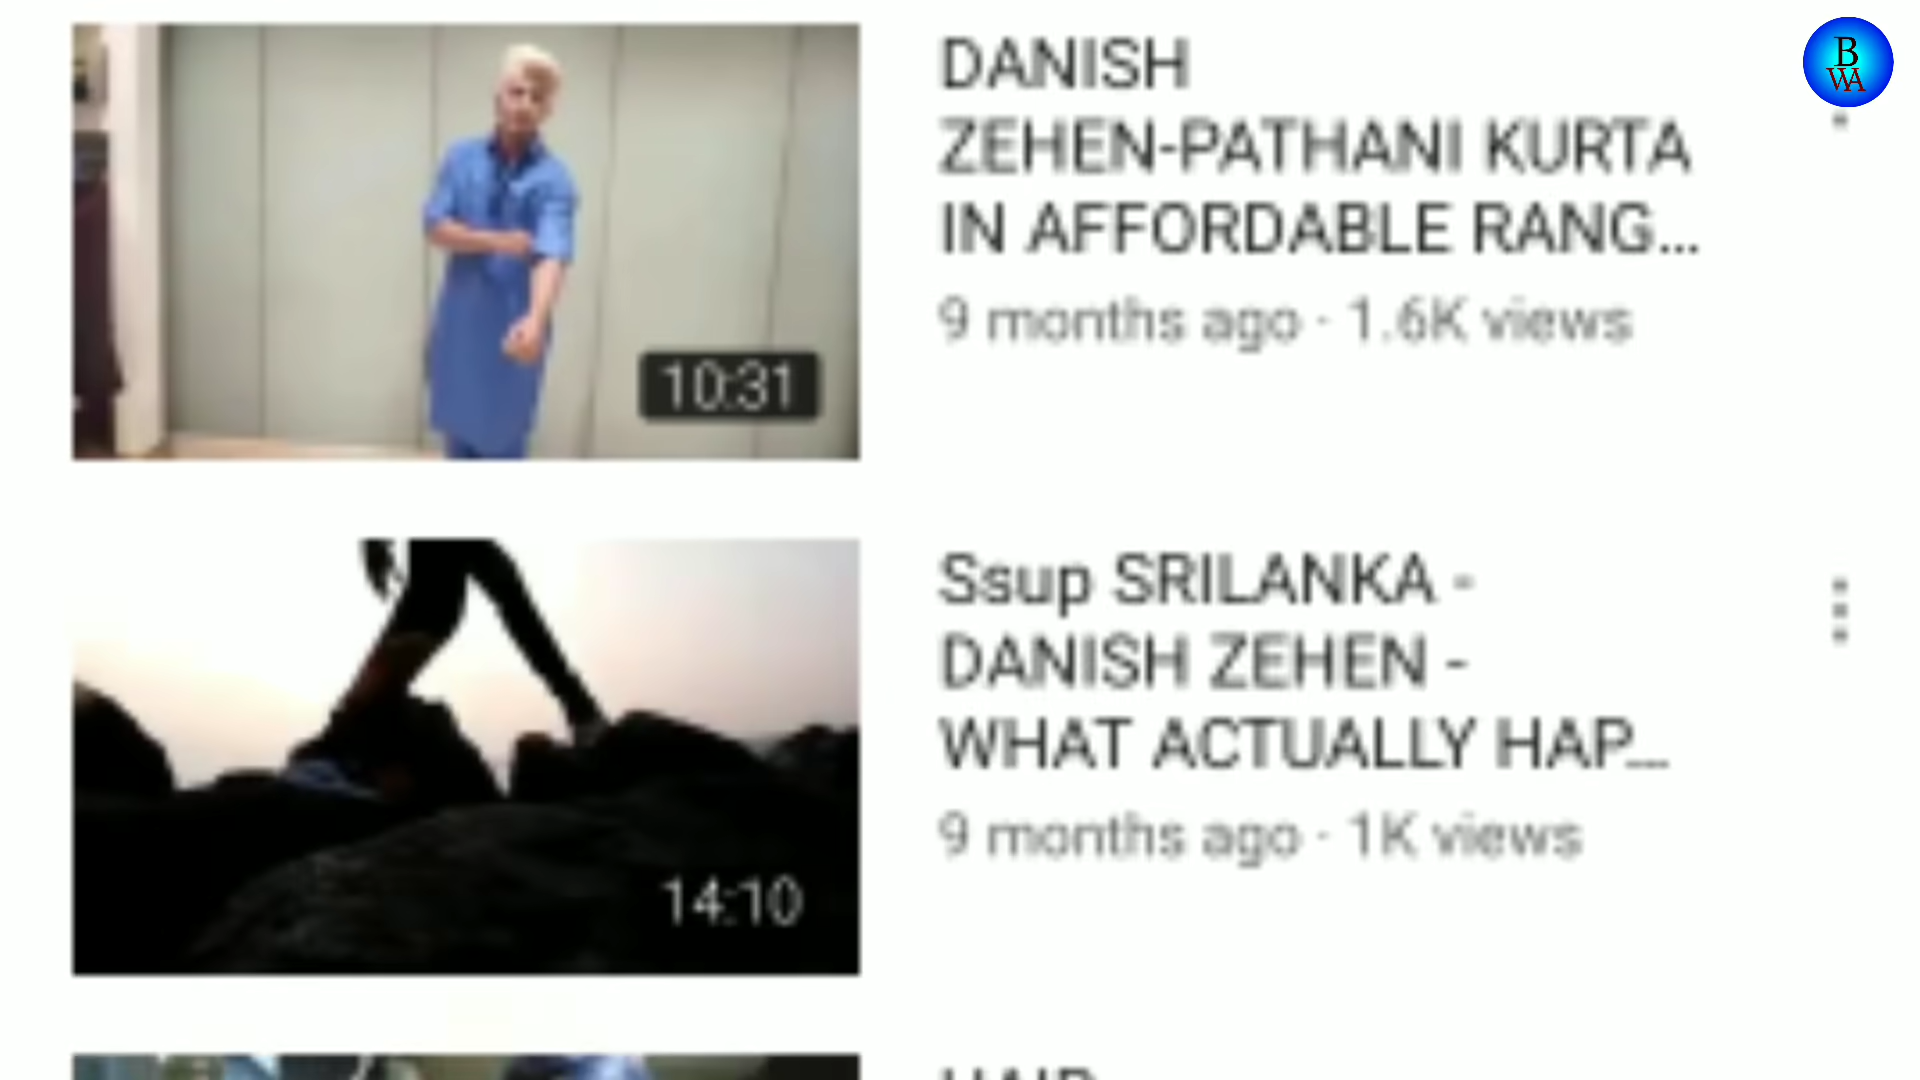 DANISH
ZEHEN-PATHANI KURTA
IN AFFORDABLE RANG...
9 months ago · 1.6K views
10:31
Ssup SRILANKA -
DANISH ZEHEN -
WHAT ACTUALLY HAP...
9 months ago · 1K views
14:10
HAIR
B
WA